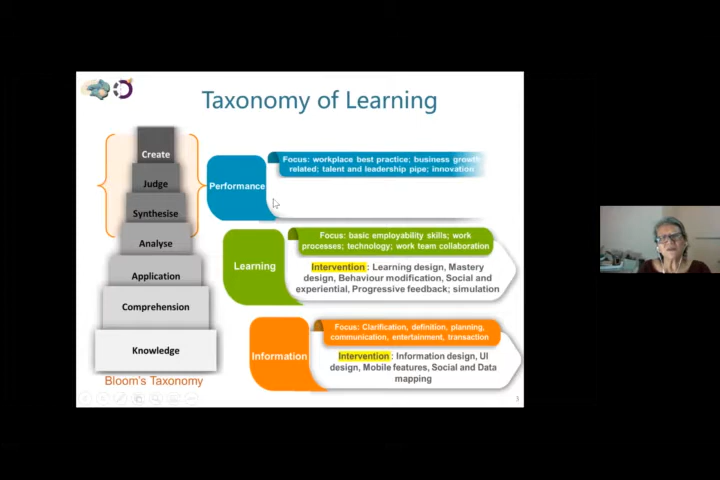 Taxonomy of Learning
Create
Judge
Synthesise
Analyse
Application
Comprehension
Knowledge
Bloom's Taxonomy
Performance
Focus: workplace best practice; business growth
related; talent and leadership pipe; innovation
Learning
Focus: basic employability skills; work
processes; technology; work team collaboration
Intervention : Learning design, Mastery
design, Behaviour modification, Social and
experiential, Progressive feedback; simulation
Information
Focus: Clarification, definition, planning,
communication, entertainment, transaction
Intervention : Information design, UI
design, Mobile features, Social and Data
mapping
3